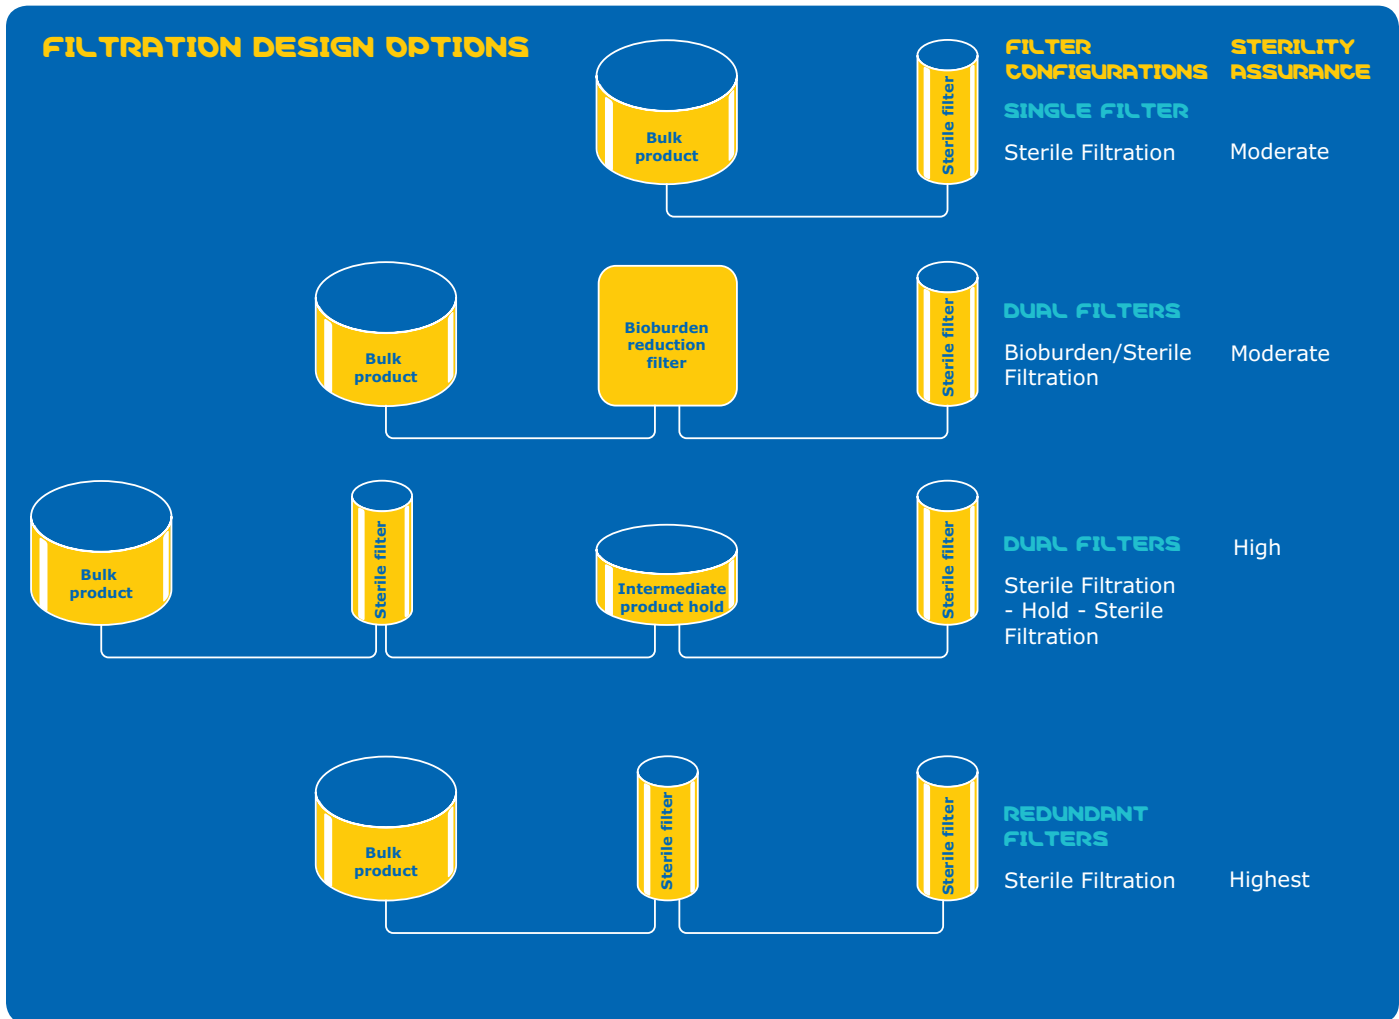 FILTRATION DESIGN OPTIONS
FILTER
CONFIGURATIONS
STERILITY
ASSURANCE
Bulk
product
Sterile filter
SINGLE FILTER
Sterile Filtration
Moderate
Bulk
product
Bioburden
reduction
filter
Sterile filter
DUAL FILTERS
Bioburden/Sterile
Filtration
Moderate
Bulk
product
Sterile filter
Intermediate
product hold
Sterile filter
DUAL FILTERS
High
Sterile Filtration
- Hold - Sterile
Filtration
Bulk
product
Sterile filter
Sterile filter
REDUNDANT
FILTERS
Sterile Filtration
Highest